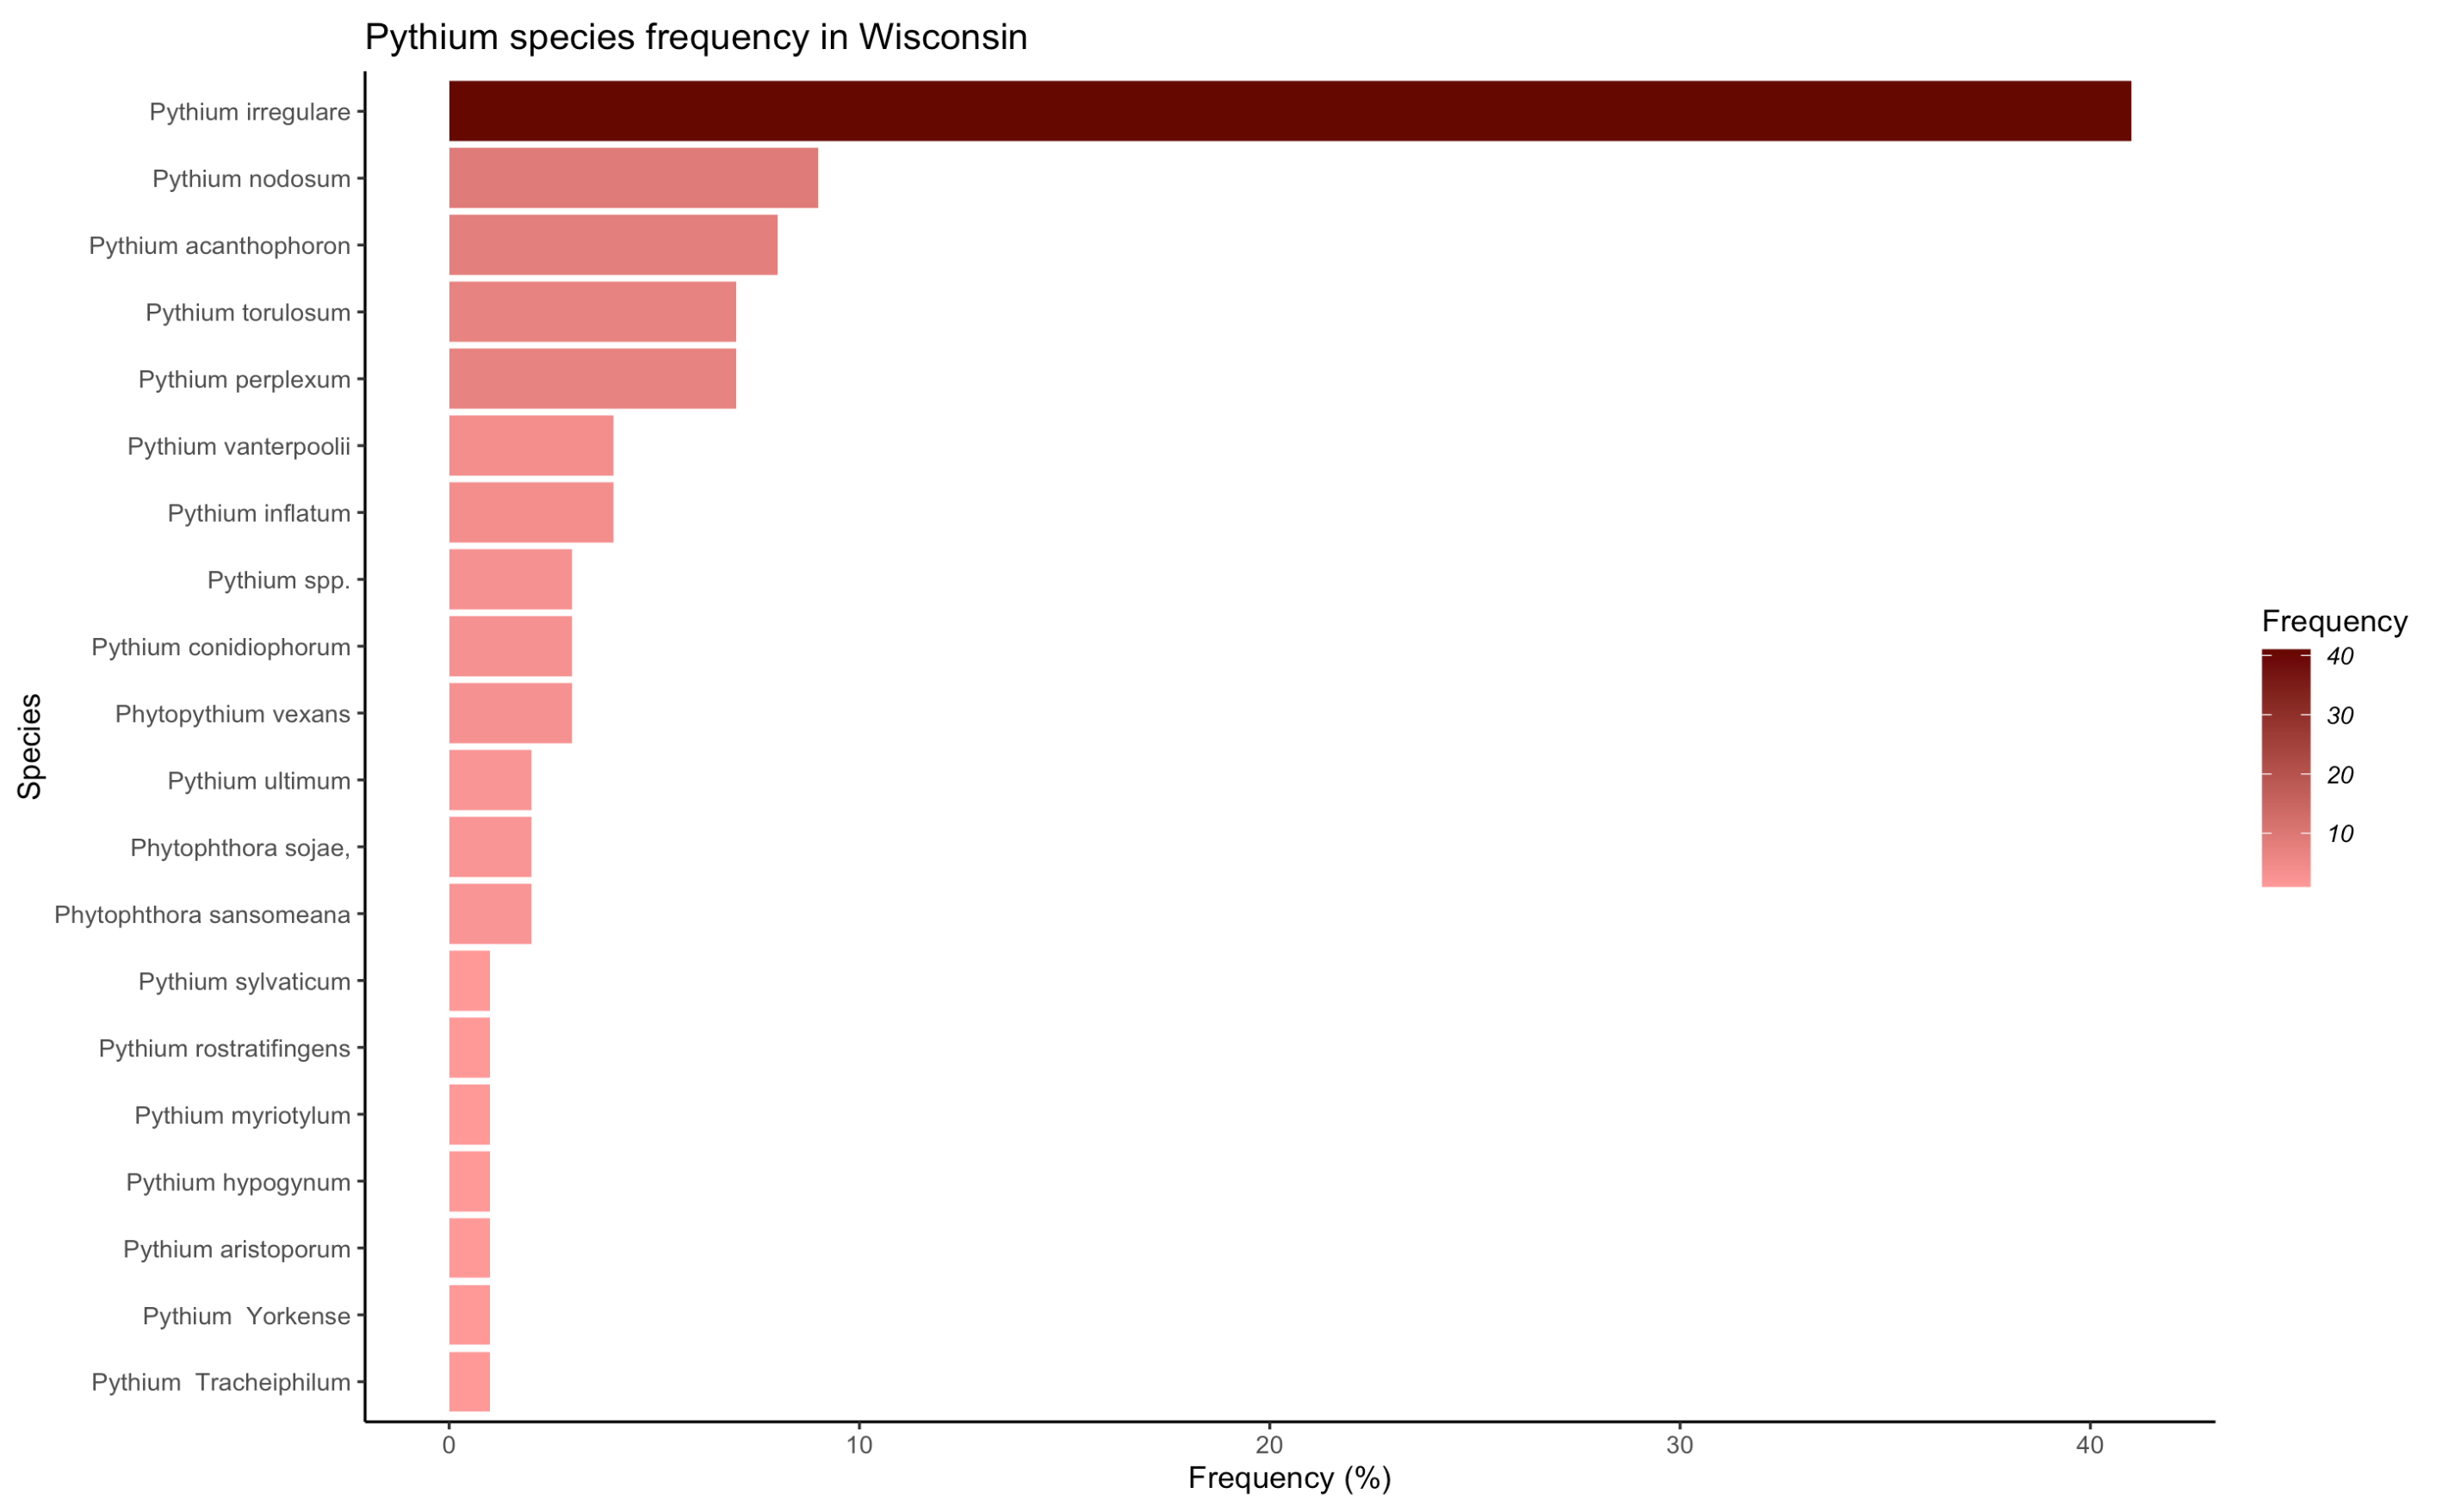 Pythium species frequency in Wisconsin
Pythium irregulare
Pythium nodosum
Pythium acanthophoron
Pythium torulosum
Pythium perplexum
Pythium vanterpoolii
Pythium inflatum
Pythium spp.
Pythium conidiophorum
Phytopythium vexans
Pythium ultimum
Phytophthora sojae,
Phytophthora sansomeana
Pythium sylvaticum
Pythium rostratifingens
Pythium myriotylum
Pythium hypogynum
Pythium aristoporum
Pythium  Yorkense
Pythium  Tracheiphilum
Species
0 10 20 30 40
Frequency (%)
Frequency
40
30
20
10